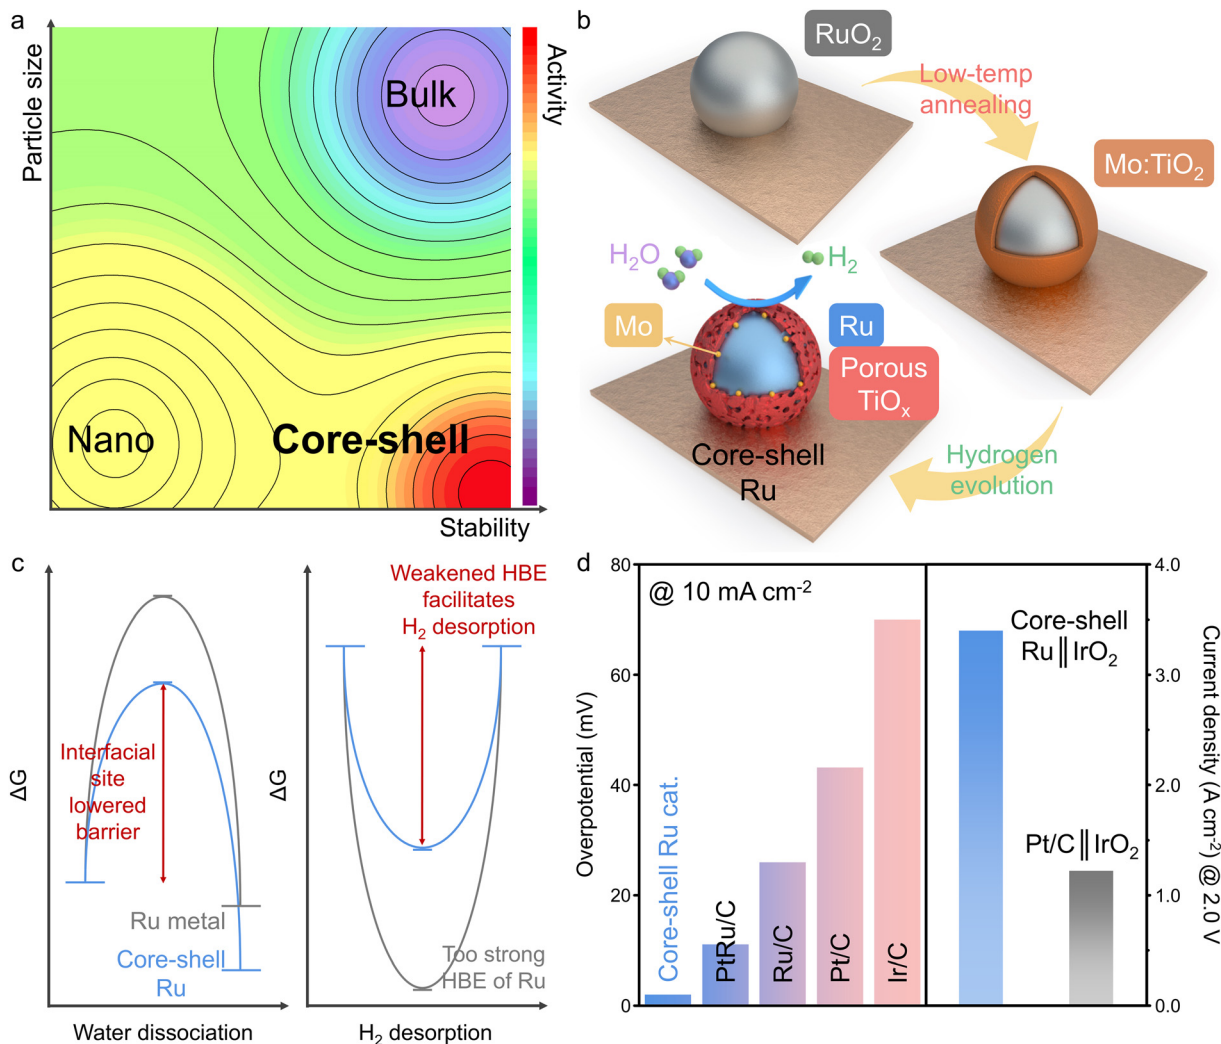 a
Particle size
Bulk
Nano
Core-shell
Stability
Activity
b
RuO₂
Low-temp
annealing
Mo:TiO₂
H₂O
H₂
Mo
Ru
Porous
TiOₓ
Core-shell
Ru
Hydrogen
evolution
c
ΔG
Interfacial
site
lowered
barrier
Ru metal
Core-shell
Ru
Water dissociation
ΔG
Weakened HBE
facilitates
H₂ desorption
Too strong
HBE of Ru
H₂ desorption
d
Overpotential (mV)
80
60
40
20
0
@ 10 mA cm⁻²
Core-shell Ru cat.
PtRu/C
Ru/C
Pt/C
Ir/C
Core-shell
Ru||IrO₂
Pt/C||IrO₂
4.0
3.0
2.0
1.0
0.0
Current density (A cm⁻²) @ 2.0 V